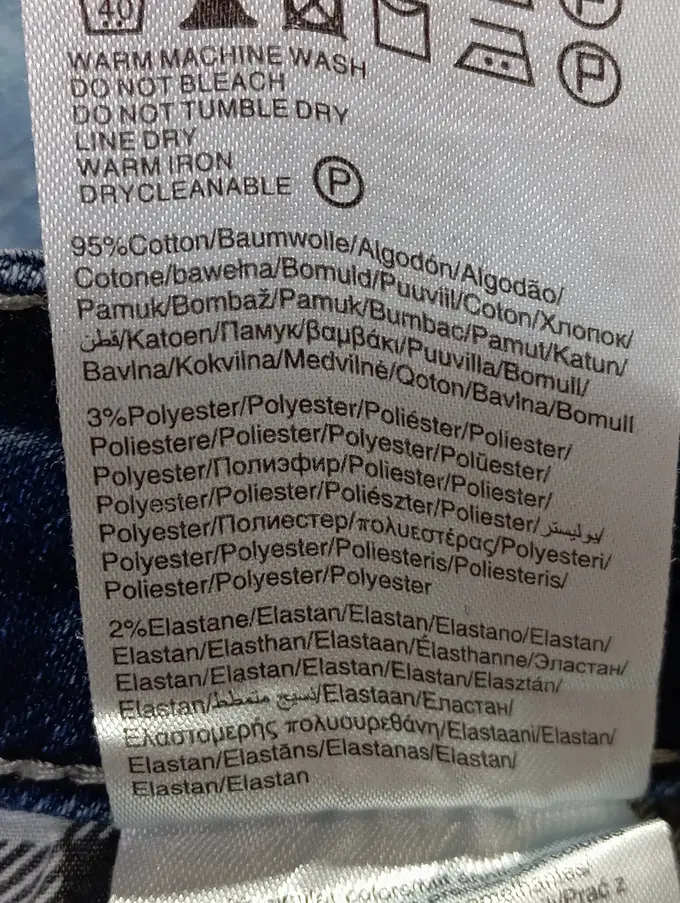 40
P
P
WARM MACHINE WASH
DO NOT BLEACH
DO NOT TUMBLE DRY
LINE DRY
WARM IRON
DRYCLEANABLE P
95%Cotton/Baumwolle/Algodón/Algodão/
Cotone/bawełna/Bomuld/Puuvill/Coton/Хлопок/
Pamuk/Bombaž/Pamuk/Bumbac/Pamut/Katun/
قطن/Katoen/Памук/βαμβάκι/Puuvilla/Bomull/
Bavlna/Kokvilna/Medvilnė/Qoton/Bavlna/Bomull
3%Polyester/Polyester/Poliéster/Poliester/
Poliestere/Poliester/Polyester/Polüester/
Polyester/Полиэфир/Poliester/Poliester/
Polyester/Poliester/Poliészter/Poliester/بوليستر/
Polyester/Полиестер/πολυεστέρας/Polyesteri/
Polyester/Polyester/Poliesteris/Poliesteris/
Poliester/Polyester/Polyester
2%Elastane/Elastan/Elastan/Elastano/Elastan/
Elastan/Elasthan/Elastaan/Élasthanne/Эластан/
Elastan/Elastan/Elastan/Elastan/Elasztán/
Elastan/نسيج متمطط/Elastaan/Еластан/
Ελαστομερής πολυουρεθάνη/Elastaani/Elastan/
Elastan/Elastāns/Elastanas/Elastan/
Elastan/Elastan
Prać z